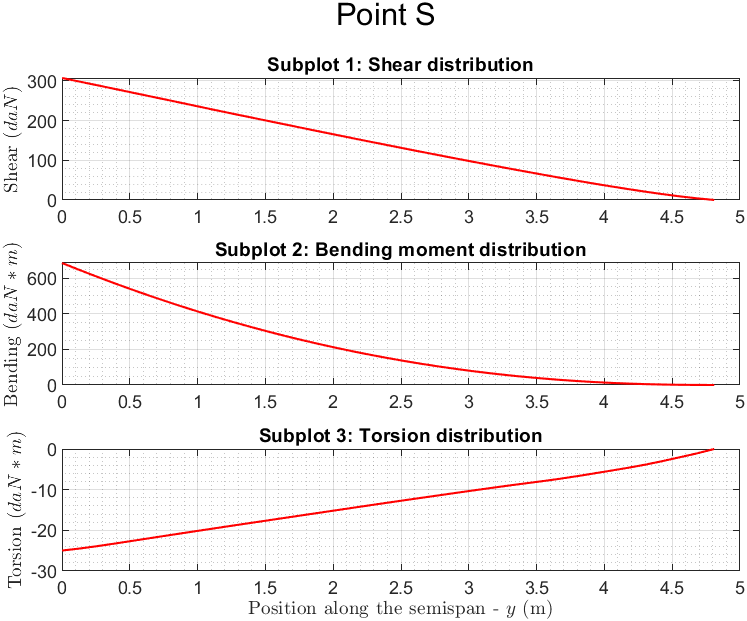 Point S
Subplot 1: Shear distribution
Shear (daN)
300
200
100
0
0 0.5 1 1.5 2 2.5 3 3.5 4 4.5 5
Subplot 2: Bending moment distribution
Bending (daN * m)
600
400
200
0
0 0.5 1 1.5 2 2.5 3 3.5 4 4.5 5
Subplot 3: Torsion distribution
Torsion (daN * m)
0
-10
-20
-30
0 0.5 1 1.5 2 2.5 3 3.5 4 4.5 5
Position along the semispan - y (m)